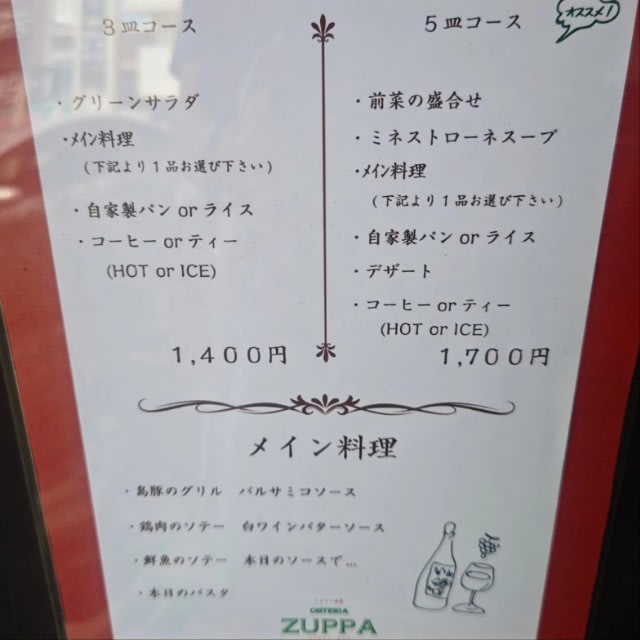 3皿コース
・グリーンサラダ
・メイン料理
(下記より1品お選び下さい)
・自家製パン or ライス
・コーヒー or ティー
(HOT or ICE)
1,400円
5皿コース
オススメ!
・前菜の盛合せ
・ミネストローネスープ
・メイン料理
(下記より1品お選び下さい)
・自家製パン or ライス
・デザート
・コーヒー or ティー
(HOT or ICE)
1,700円
メイン料理
・島豚のグリル バルサミコソース
・鶏肉のソテー 白ワインバターソース
・鮮魚のソテー 本日のソースで...
・本日のパスタ
OSTERIA
ZUPPA